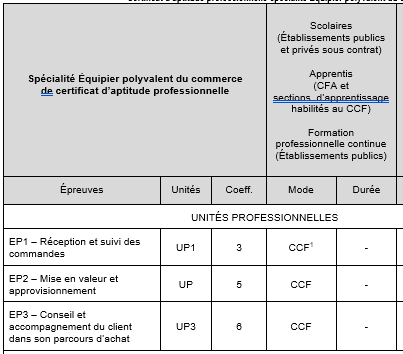 Spécialité Équipier polyvalent du commerce
de certificat d'aptitude professionnelle
Scolaires
(Établissements publics
et privés sous contrat)
Apprentis
(CFA et
sections d'apprentissage
habilités au CCF)
Formation
professionnelle continue
(Établissements publics)
Épreuves Unités Coeff. Mode Durée
UNITÉS PROFESSIONNELLES
EP1 – Réception et suivi des
commandes
UP1 3 CCF1 -
EP2 – Mise en valeur et
approvisionnement
UP 5 CCF -
EP3 – Conseil et
accompagnement du client
dans son parcours d'achat
UP3 6 CCF -